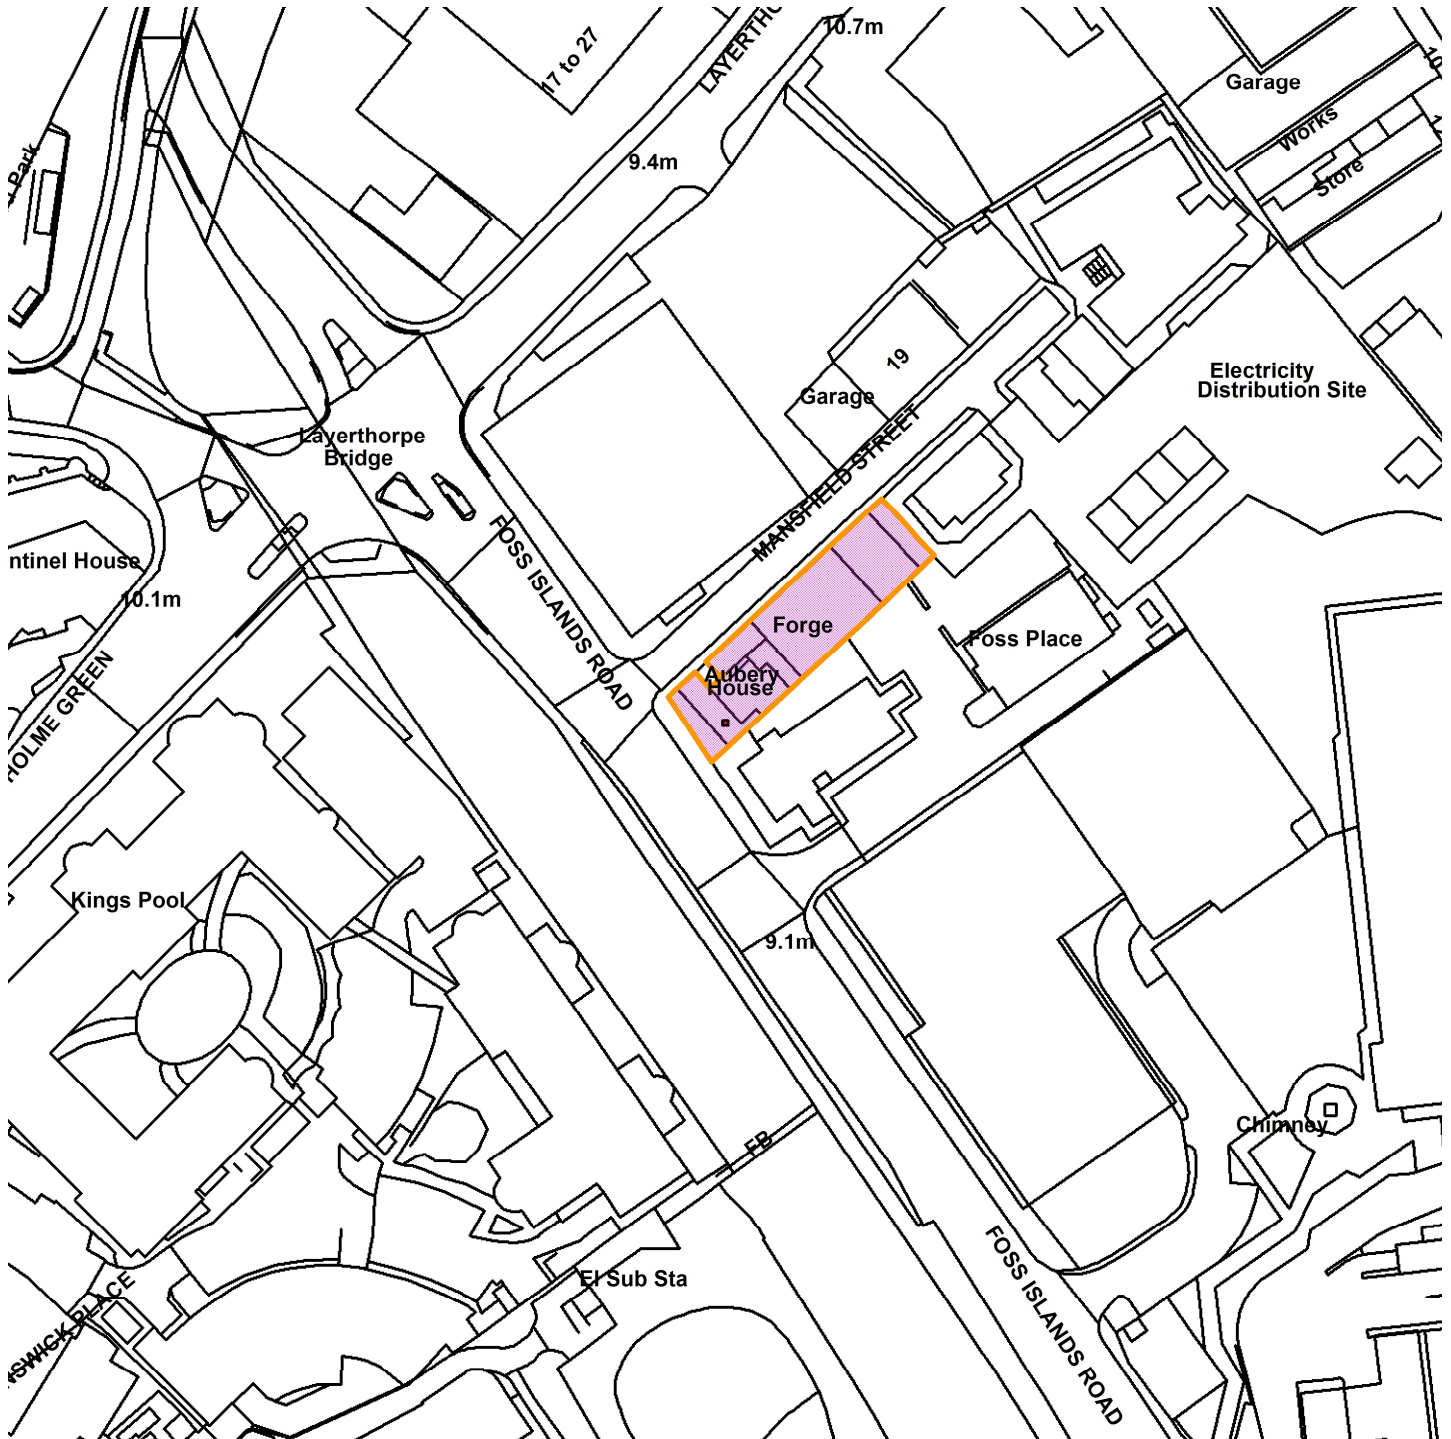 10.7m
17 to 27
LAYERTHO
Garage
Works
9.4m
Store
Park
Electricity
Distribution Site
19
Garage
Layerthorpe
Bridge
MANSFIELD STREET
FOSS ISLANDS ROAD
ntinel House
10.1m
Forge
Foss Place
Aubery
House
HOLME GREEN
Kings Pool
9.1m
Chimney
FB
El Sub Sta
FOSS ISLANDS ROAD
NSWICK PLACE